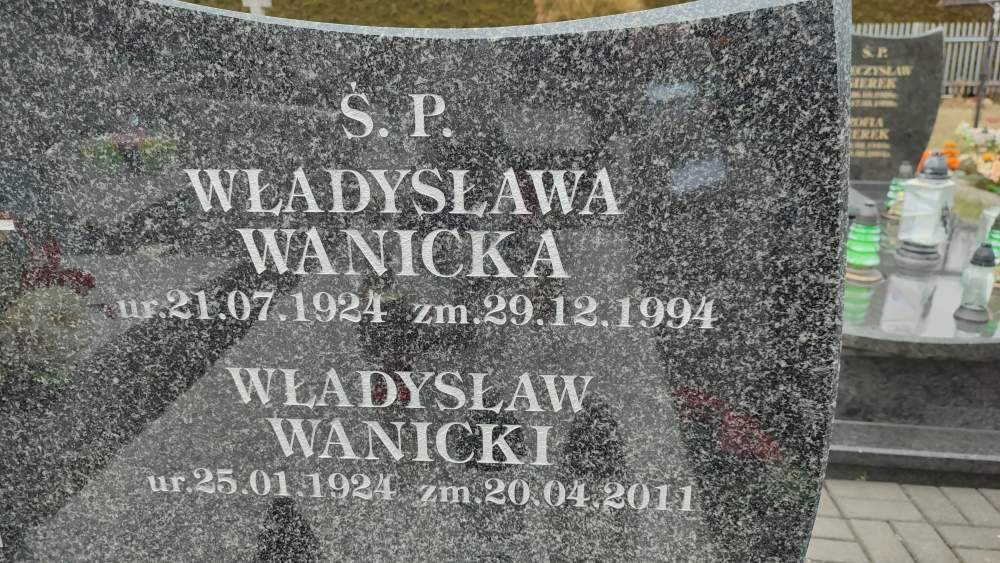 Ś. P.
WŁADYSŁAWA
WANICKA
ur.21.07.1924 zm.29.12.1994
WŁADYSŁAW
WANICKI
ur.25.01.1924 zm.20.04.2011
Ś. P.